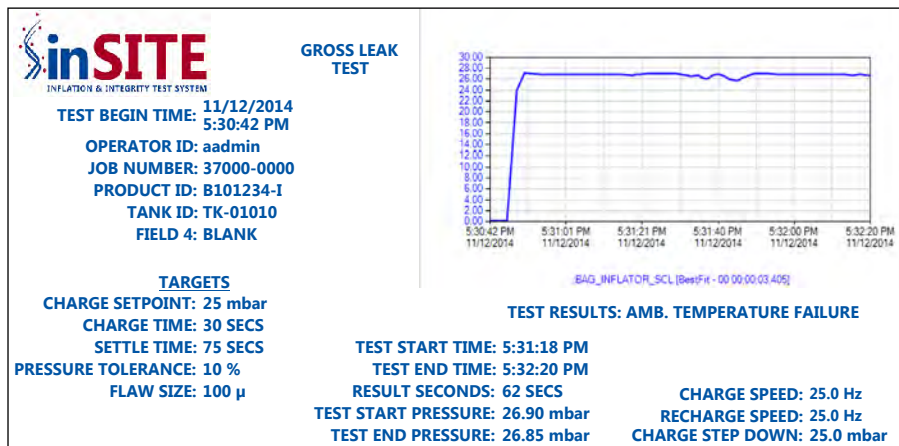 inSITE
INFLATION & INTEGRITY TEST SYSTEM
GROSS LEAK
TEST
TEST BEGIN TIME: 11/12/2014
5:30:42 PM
OPERATOR ID: aadmin
JOB NUMBER: 37000-0000
PRODUCT ID: B101234-I
TANK ID: TK-01010
FIELD 4: BLANK
30.00
28.00
26.00
24.00
22.00
20.00
18.00
16.00
14.00
12.00
10.00
8.00
6.00
4.00
2.00
0.00
5:30:42 PM 5:31:01 PM 5:31:21 PM 5:31:40 PM 5:32:00 PM 5:32:20 PM
11/12/2014 11/12/2014 11/12/2014 11/12/2014 11/12/2014 11/12/2014
BAG_INFLATOR_SCL [BestFit - 00 00:00:03.405]
TARGETS
CHARGE SETPOINT: 25 mbar
CHARGE TIME: 30 SECS
SETTLE TIME: 75 SECS
PRESSURE TOLERANCE: 10 %
FLAW SIZE: 100 µ
TEST RESULTS: AMB. TEMPERATURE FAILURE
TEST START TIME: 5:31:18 PM
TEST END TIME: 5:32:20 PM
RESULT SECONDS: 62 SECS
TEST START PRESSURE: 26.90 mbar
TEST END PRESSURE: 26.85 mbar
CHARGE SPEED: 25.0 Hz
RECHARGE SPEED: 25.0 Hz
CHARGE STEP DOWN: 25.0 mbar